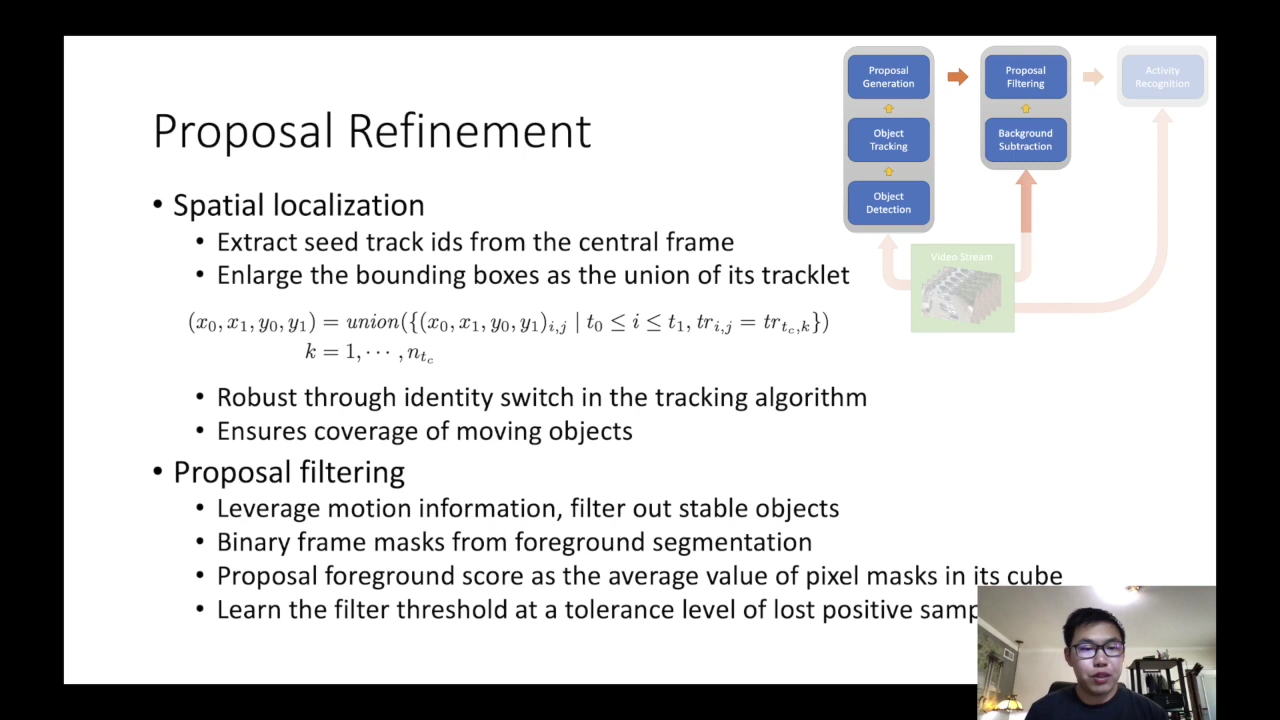 Proposal Generation
Proposal Filtering
Activity Recognition
Object Tracking
Background Subtraction
Object Detection
Video Stream
Proposal Refinement
• Spatial localization
• Extract seed track ids from the central frame
• Enlarge the bounding boxes as the union of its tracklet
(x₀, x₁, y₀, y₁) = union({(x₀, x₁, y₀, y₁)ᵢ,ⱼ | t₀ ≤ i ≤ t₁, trᵢ,ⱼ = tr_{t_c,k}})
k = 1, ⋯ , n_{t_c}
• Robust through identity switch in the tracking algorithm
• Ensures coverage of moving objects
• Proposal filtering
• Leverage motion information, filter out stable objects
• Binary frame masks from foreground segmentation
• Proposal foreground score as the average value of pixel masks in its cube
• Learn the filter threshold at a tolerance level of lost positive